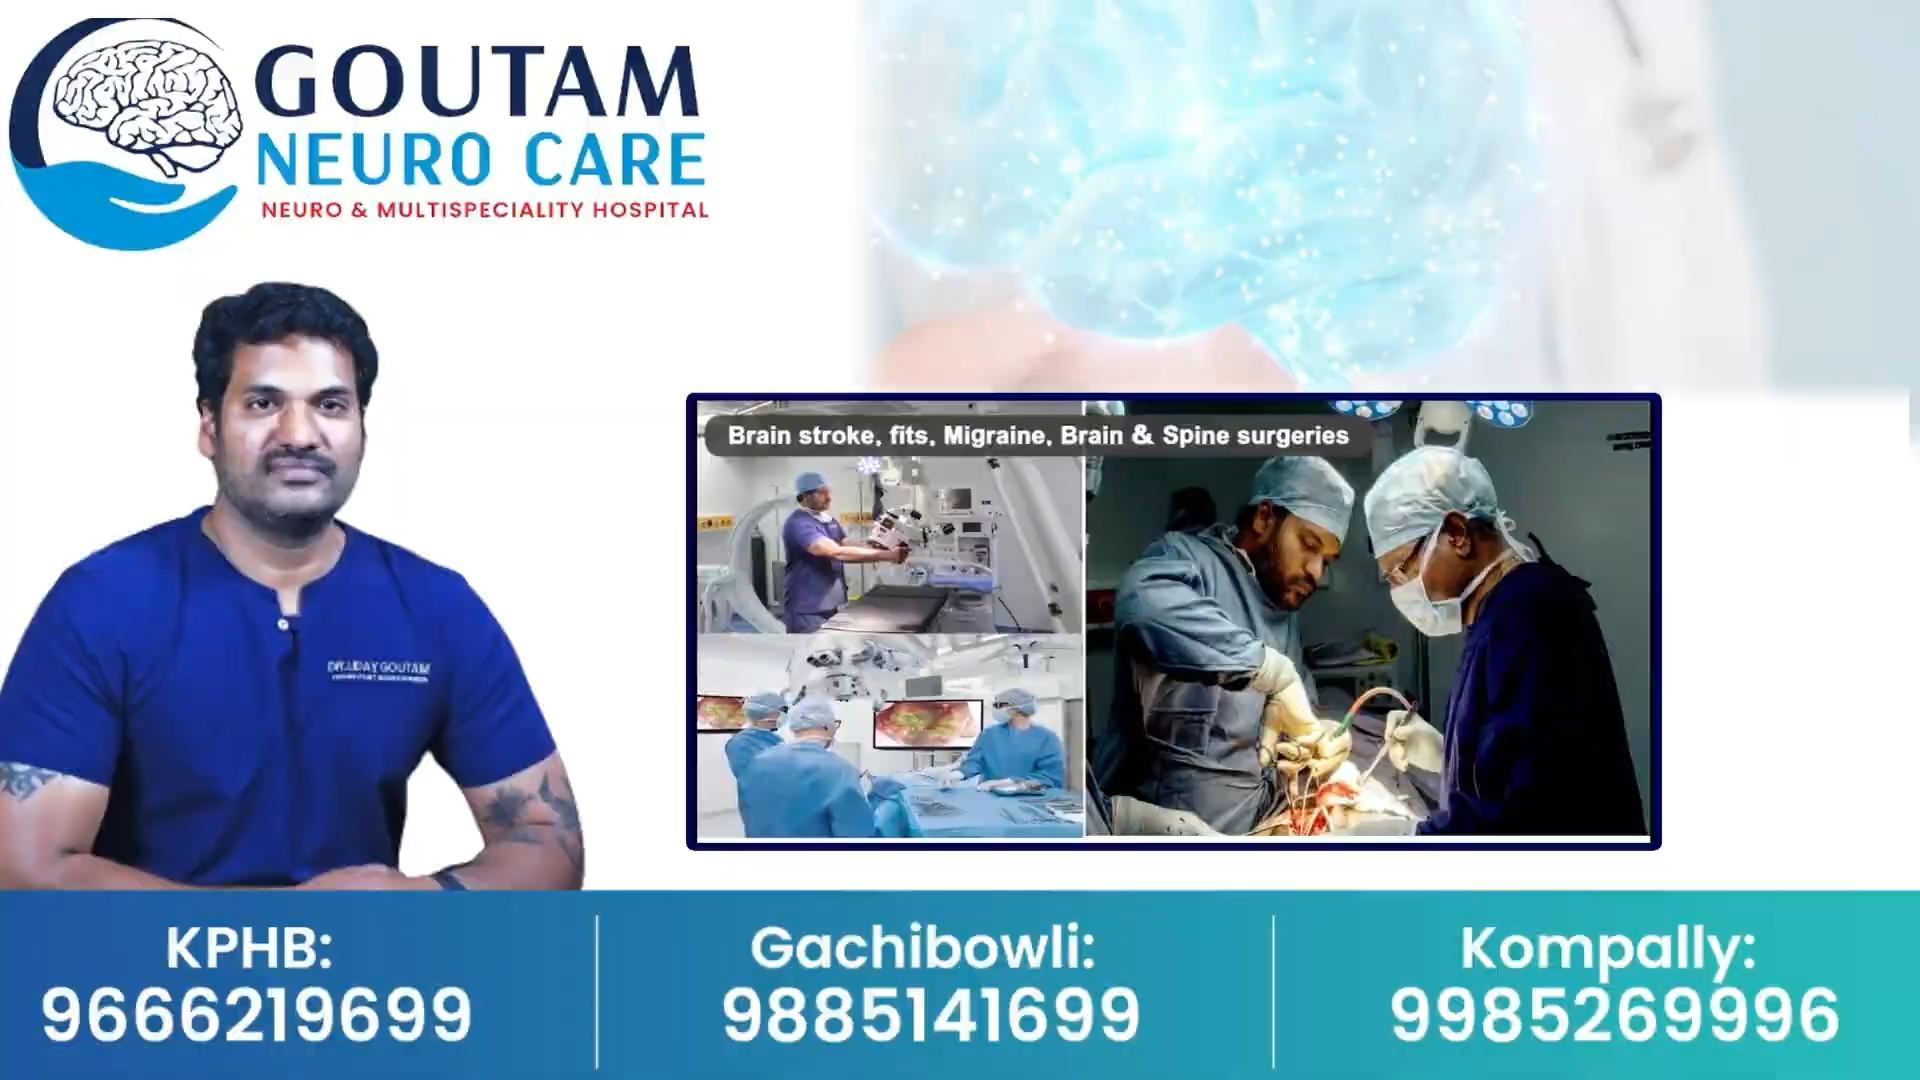 GOUTAM
NEURO CARE
NEURO & MULTISPECIALITY HOSPITAL
Brain stroke, fits, Migraine, Brain & Spine surgeries
DR.UDAY GOUTAM
KPHB:
9666219699
Gachibowli:
9885141699
Kompally:
9985269996